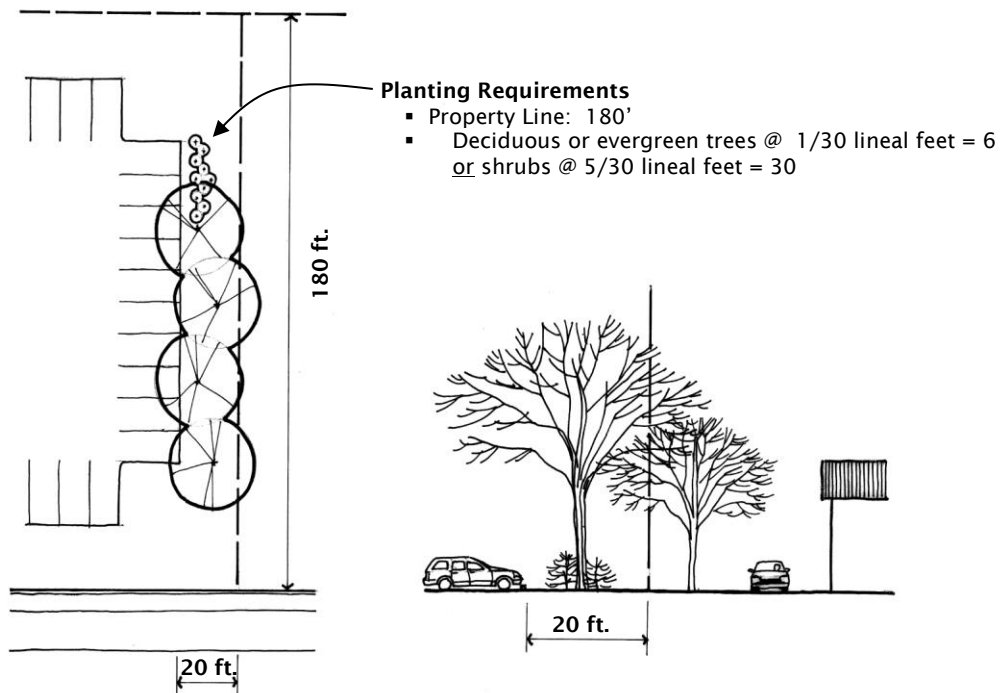 Planting Requirements
▪ Property Line: 180'
▪ Deciduous or evergreen trees @ 1/30 lineal feet = 6
or shrubs @ 5/30 lineal feet = 30
180 ft.
20 ft.
20 ft.